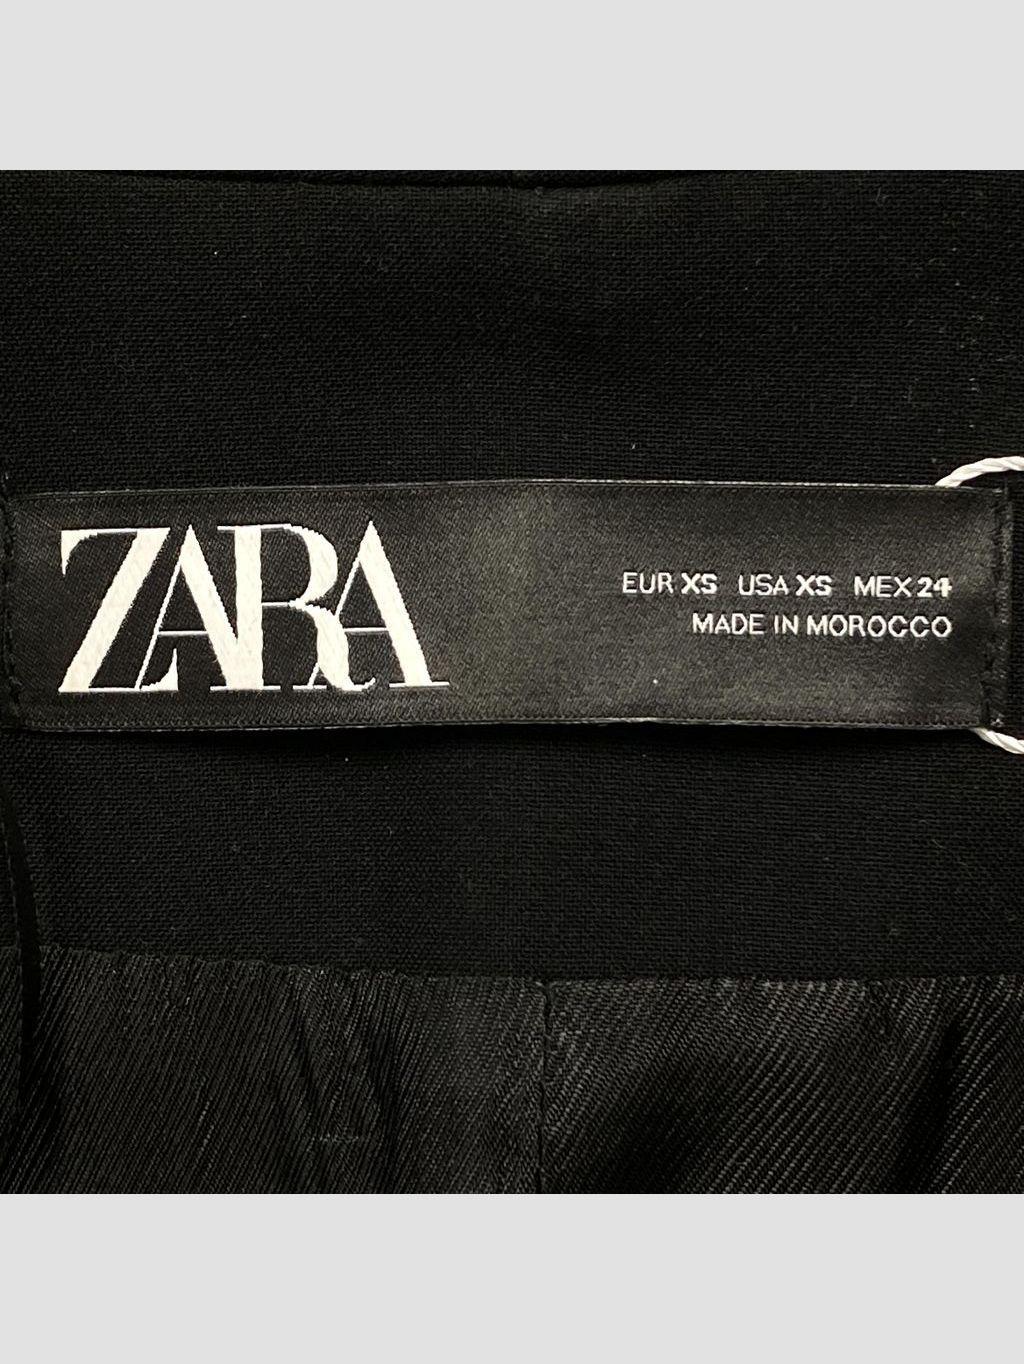 ZARA
EUR XS USA XS MEX 24
MADE IN MOROCCO